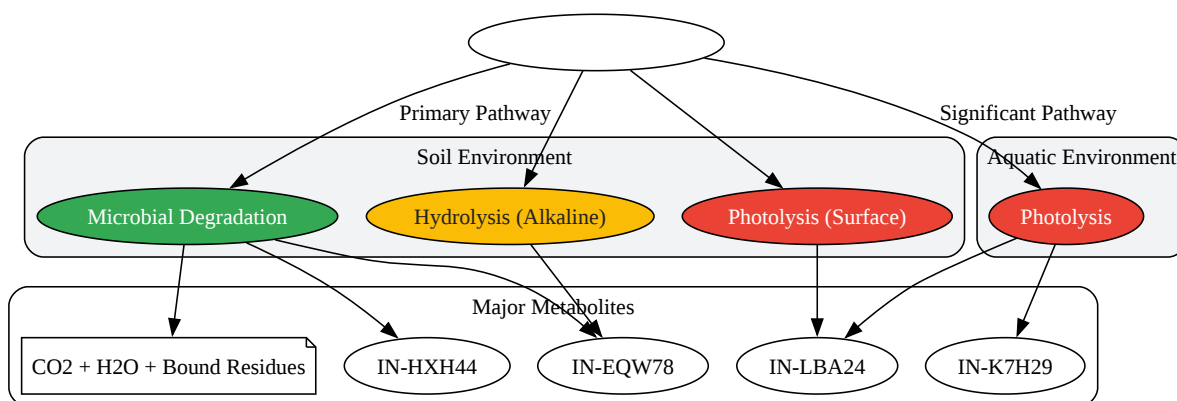 Primary Pathway
Significant Pathway
Soil Environment
Aquatic Environment
Microbial Degradation
Hydrolysis (Alkaline)
Photolysis (Surface)
Photolysis
Major Metabolites
CO2 + H2O + Bound Residues
IN-HXH44
IN-EQW78
IN-LBA24
IN-K7H29